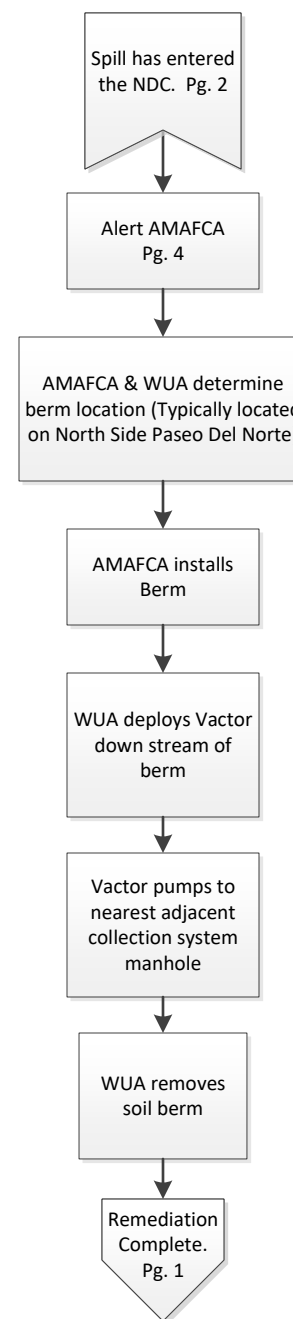 Spill has entered
the NDC.  Pg. 2
Alert AMAFCA
Pg. 4
AMAFCA & WUA determine
berm location (Typically located
on North Side Paseo Del Norte
AMAFCA installs
Berm
WUA deploys Vactor
down stream of
berm
Vactor pumps to
nearest adjacent
collection system
manhole
WUA removes
soil berm
Remediation
Complete.
Pg. 1